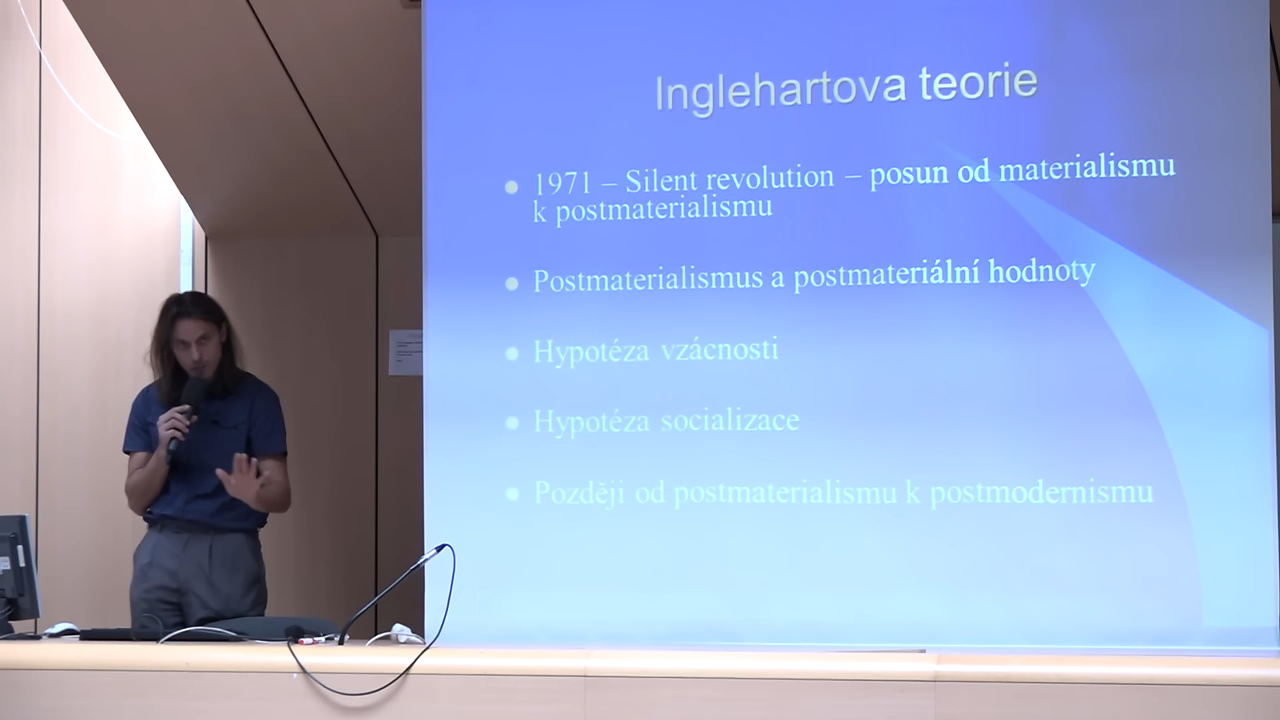 Inglehartova teorie
1971 – Silent revolution – posun od materialismu
k postmaterialismu
Postmaterialismus a postmateriální hodnoty
Hypotéza vzácnosti
Hypotéza socializace
Později od postmaterialismu k postmodernismu